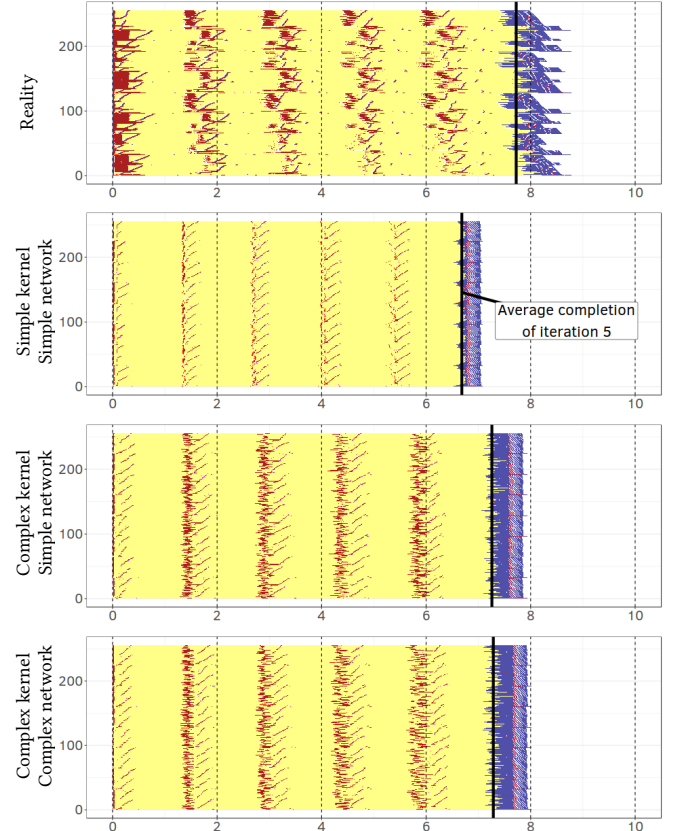 Reality
200
100
0
0 2 4 6 8 10
Simple kernel
Simple network
200
100
0
Average completion
of iteration 5
0 2 4 6 8 10
Complex kernel
Simple network
200
100
0
0 2 4 6 8 10
Complex kernel
Complex network
200
100
0
0 2 4 6 8 10